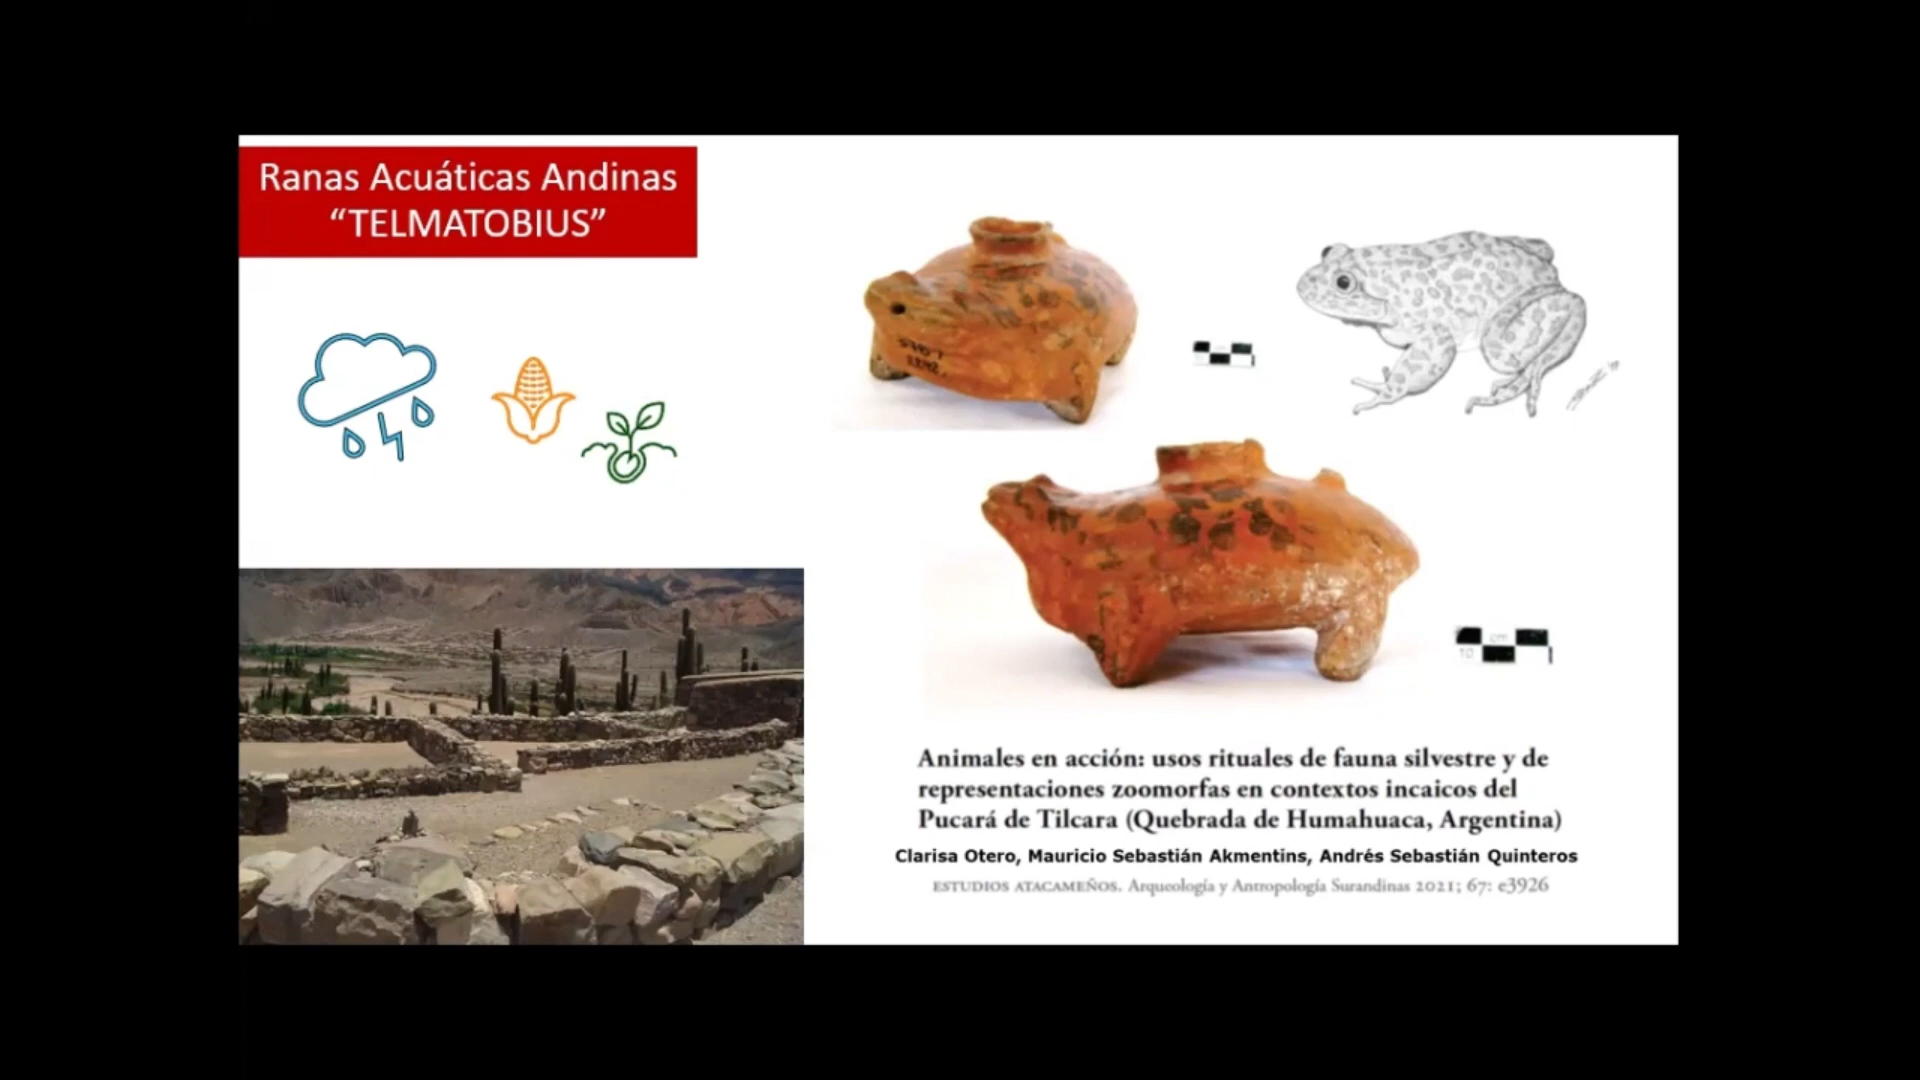 Ranas Acuáticas Andinas
“TELMATOBIUS”
cm
10
Animales en acción: usos rituales de fauna silvestre y de
representaciones zoomorfas en contextos incaicos del
Pucará de Tilcara (Quebrada de Humahuaca, Argentina)
Clarisa Otero, Mauricio Sebastián Akmentins, Andrés Sebastián Quinteros
ESTUDIOS ATACAMEÑOS. Arqueología y Antropología Surandinas 2021; 67: e3926